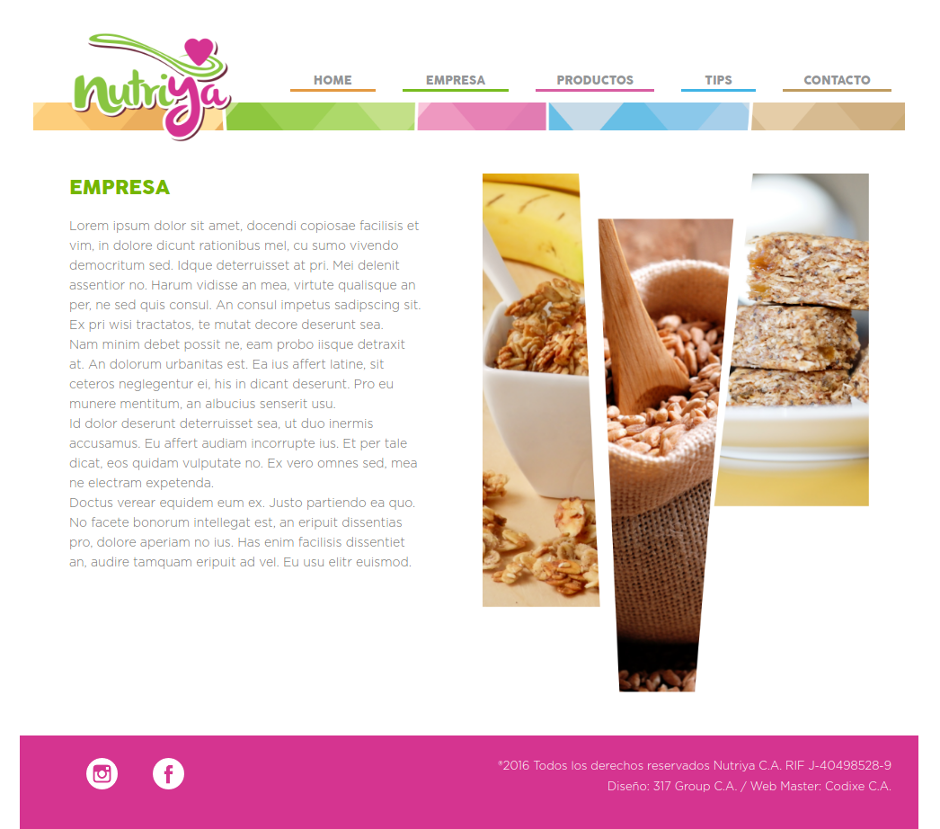 nutriya
HOME
EMPRESA
PRODUCTOS
TIPS
CONTACTO
EMPRESA
Lorem ipsum dolor sit amet, docendi copiosae facilisis et
vim, in dolore dicunt rationibus mel, cu sumo vivendo
democritum sed. Idque deterruisset at pri. Mei delenit
assentior no. Harum vidisse an mea, virtute qualisque an
per, ne sed quis consul. An consul impetus sadipscing sit.
Ex pri wisi tractatos, te mutat decore deserunt sea.
Nam minim debet possit ne, eam probo iisque detraxit
at. An dolorum urbanitas est. Ea ius affert latine, sit
ceteros neglegentur ei, his in dicant deserunt. Pro eu
munere mentitum, an albucius senserit usu.
Id dolor deserunt deterruisset sea, ut duo inermis
accusamus. Eu affert audiam incorrupte ius. Et per tale
dicat, eos quidam vulputate no. Ex vero omnes sed, mea
ne electram expetenda.
Doctus verear equidem eum ex. Justo partiendo ea quo.
No facete bonorum intellegat est, an eripuit dissentias
pro, dolore aperiam no ius. Has enim facilisis dissentiet
an, audire tamquam eripuit ad vel. Eu usu elitr euismod.
®2016 Todos los derechos reservados Nutriya C.A. RIF J-40498528-9
Diseño: 317 Group C.A. / Web Master: Codixe C.A.